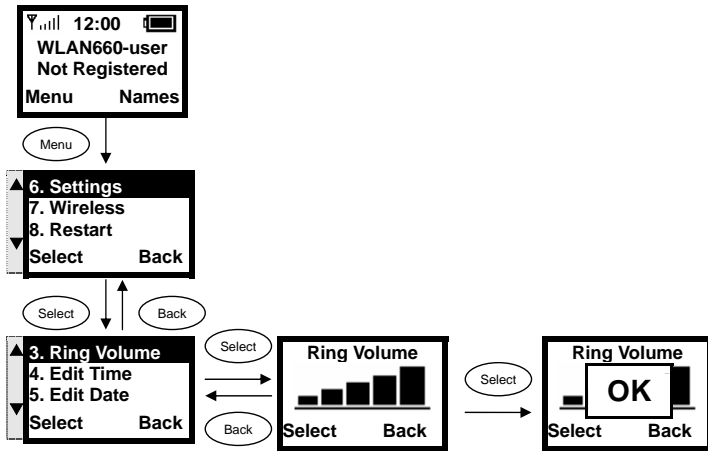 12:00
WLAN660-user
Not Registered
Menu Names
Menu
6. Settings
7. Wireless
8. Restart
Select Back
Select
Back
3. Ring Volume
4. Edit Time
5. Edit Date
Select Back
Select
Back
Ring Volume
Select Back
Select
Ring Volume
OK
Select Back